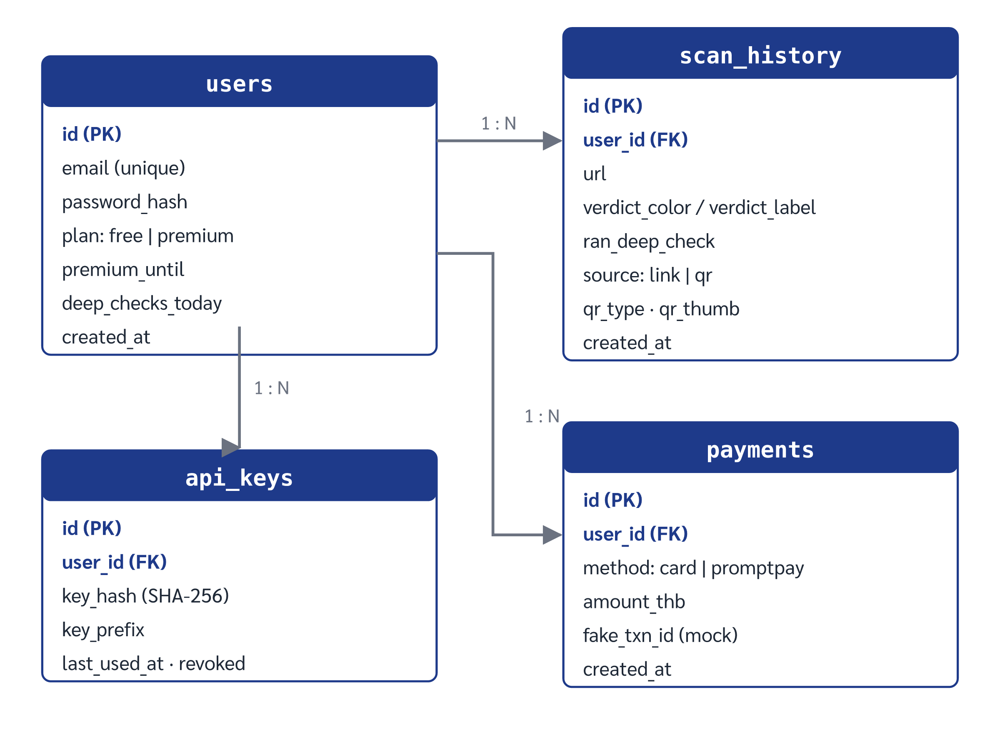 users
id (PK)
email (unique)
password_hash
plan: free | premium
premium_until
deep_checks_today
created_at
1 : N
scan_history
id (PK)
user_id (FK)
url
verdict_color / verdict_label
ran_deep_check
source: link | qr
qr_type · qr_thumb
created_at
1 : N
api_keys
id (PK)
user_id (FK)
key_hash (SHA-256)
key_prefix
last_used_at · revoked
1 : N
payments
id (PK)
user_id (FK)
method: card | promptpay
amount_thb
fake_txn_id (mock)
created_at